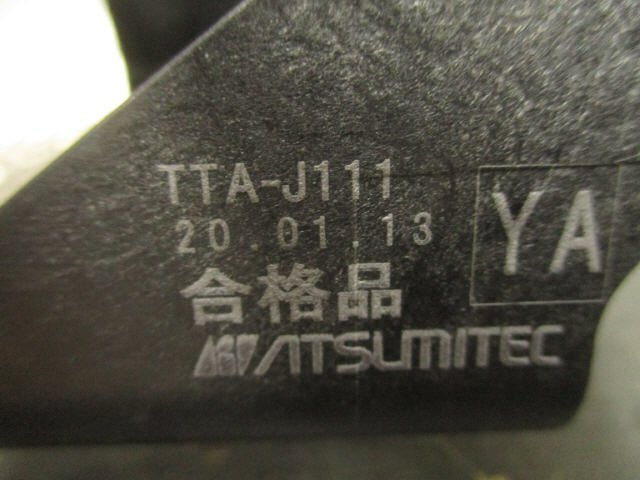 TTA-J111
20.01.13
YA
合格品
ATSUMITEC